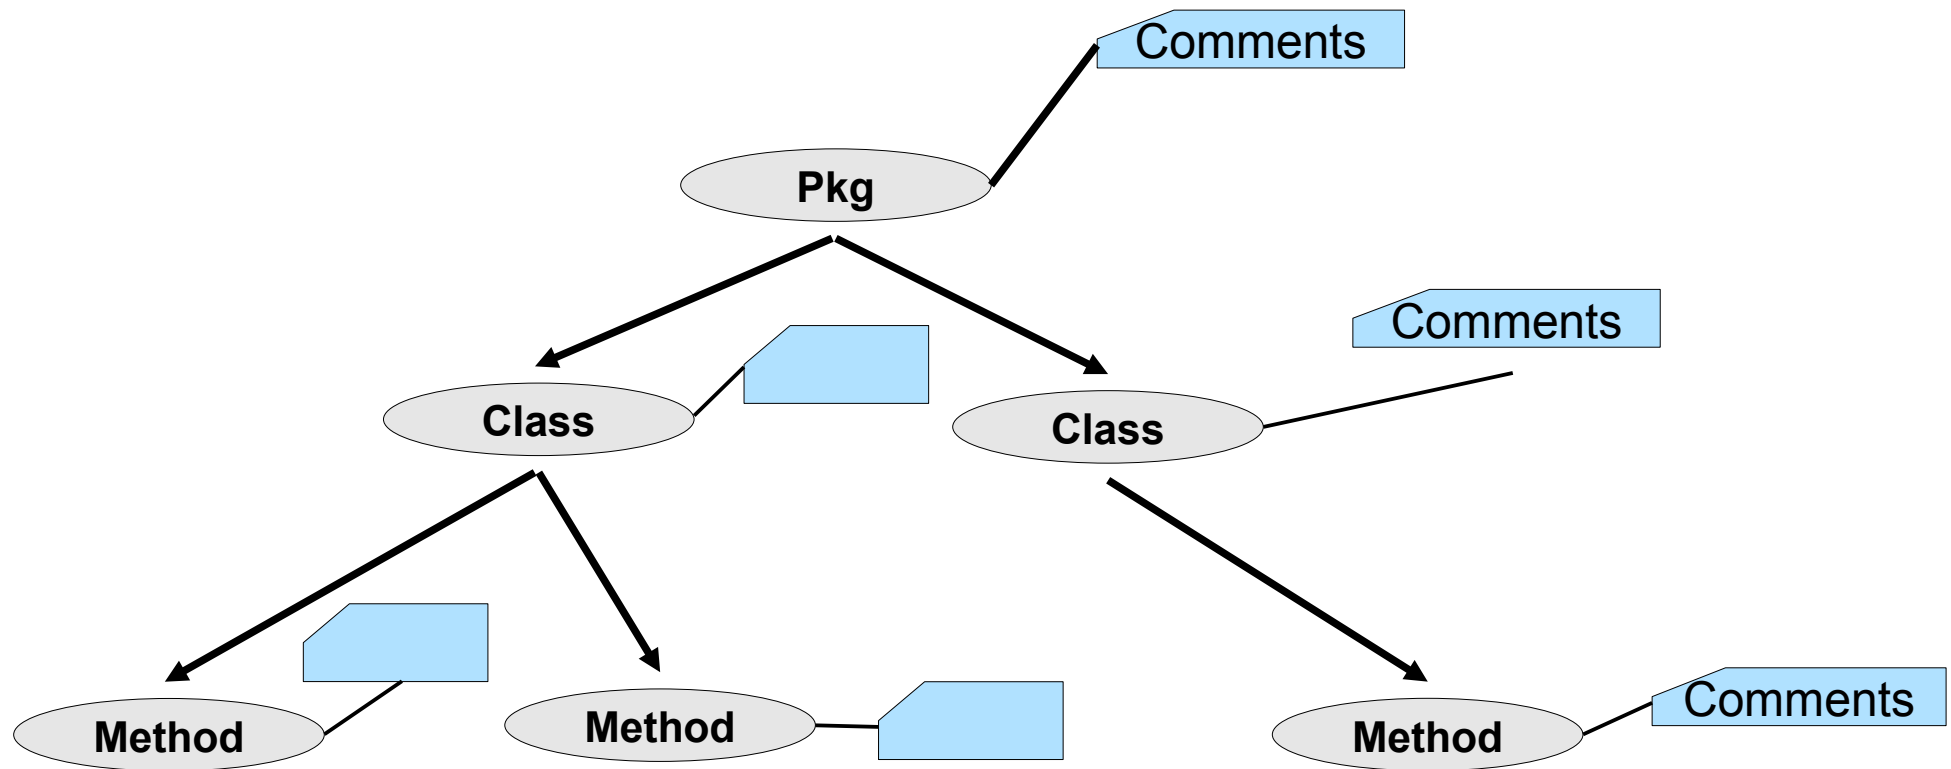 Comments
Pkg
Comments
Class
Class
Method
Method
Method
Comments